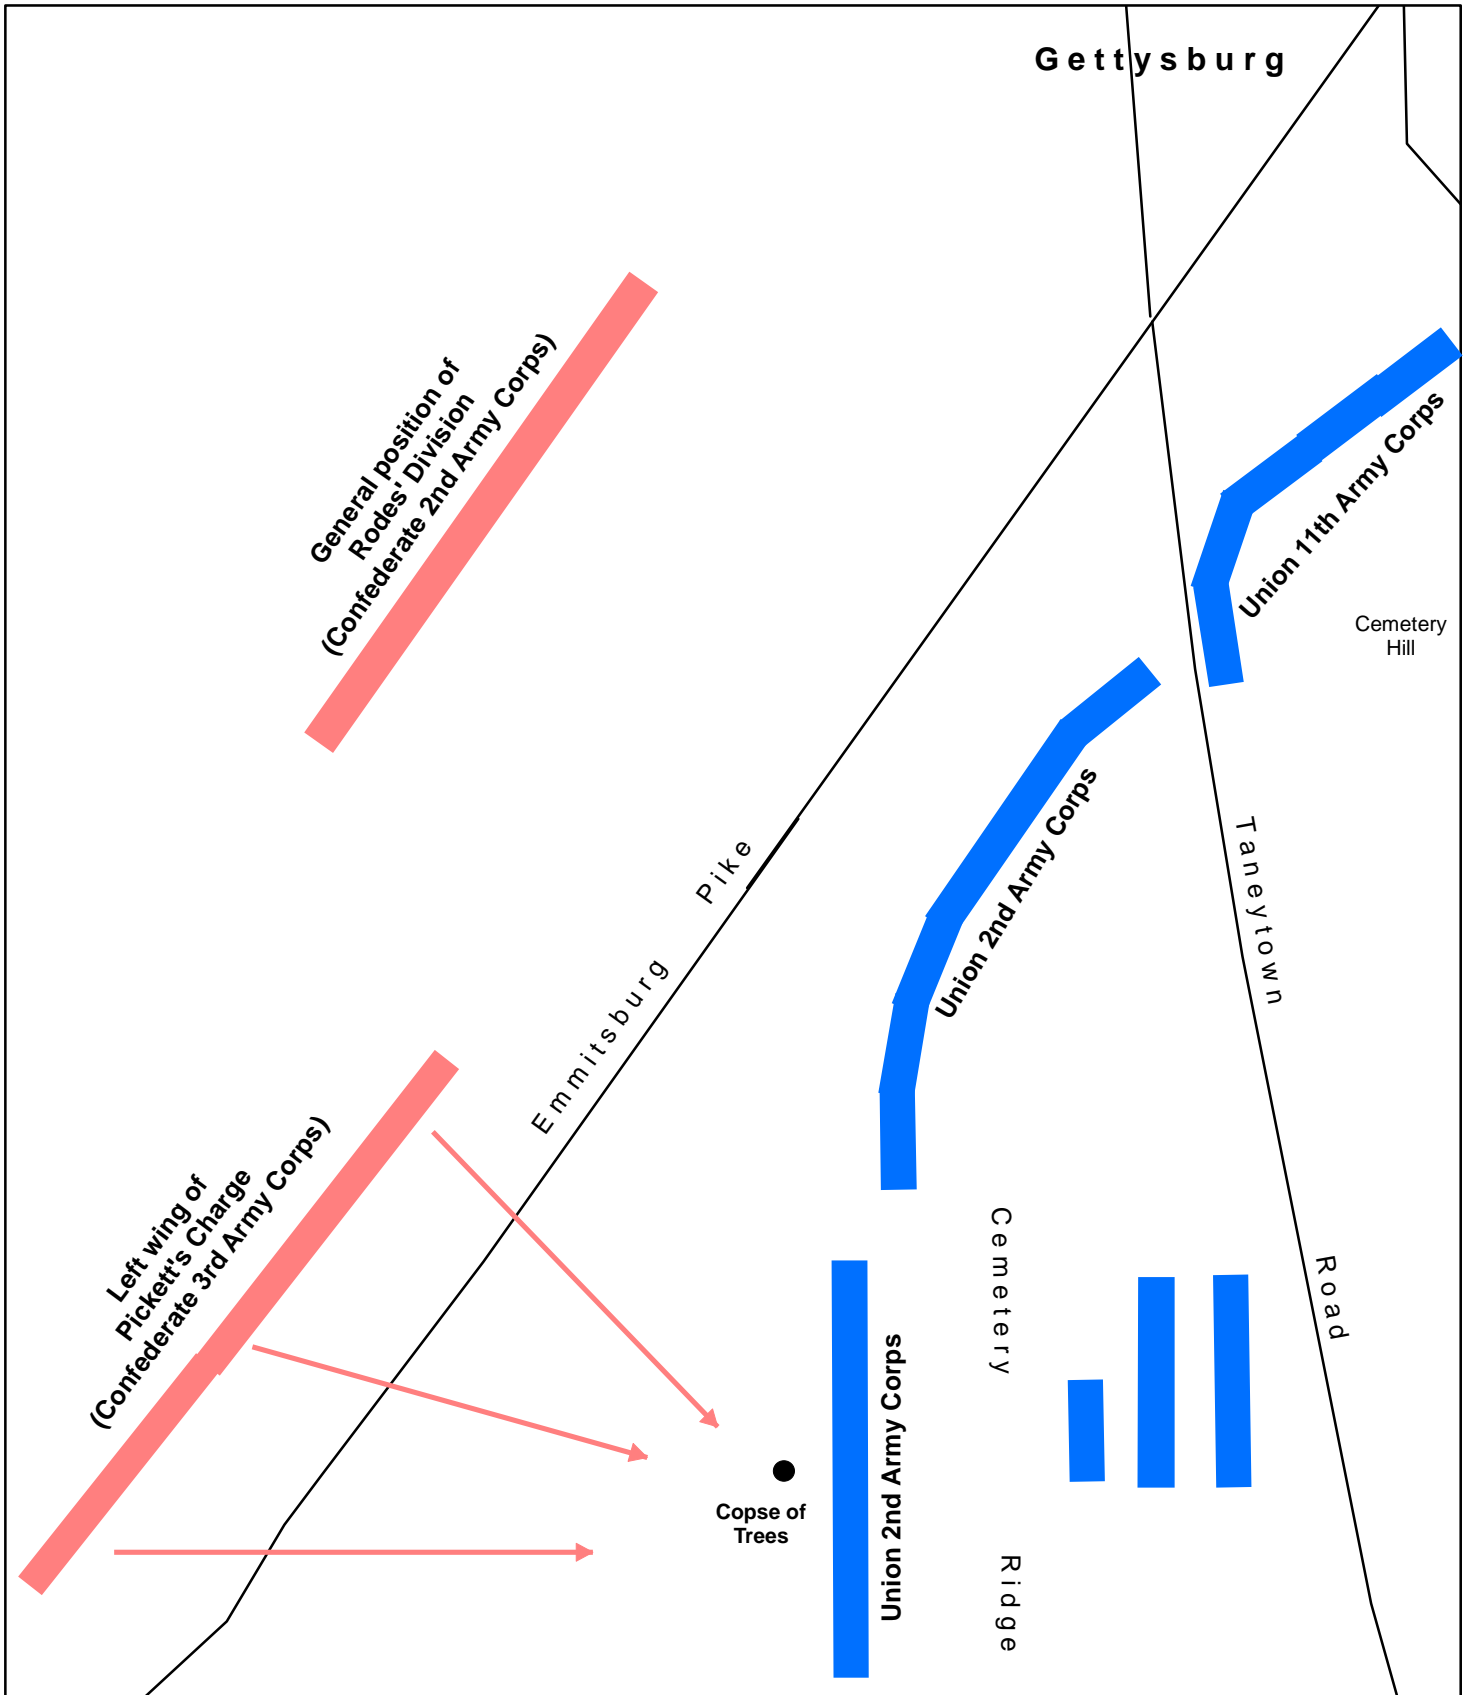 Gettysburg
General position of
Rodes' Division
(Confederate 2nd Army Corps)
Union 11th Army Corps
Cemetery
Hill
Union 2nd Army Corps
Taneytown
Road
Emmitsburg
Pike
Left wing of
Pickett's Charge
(Confederate 3rd Army Corps)
Cemetery
Ridge
Union 2nd Army Corps
Copse of
Trees